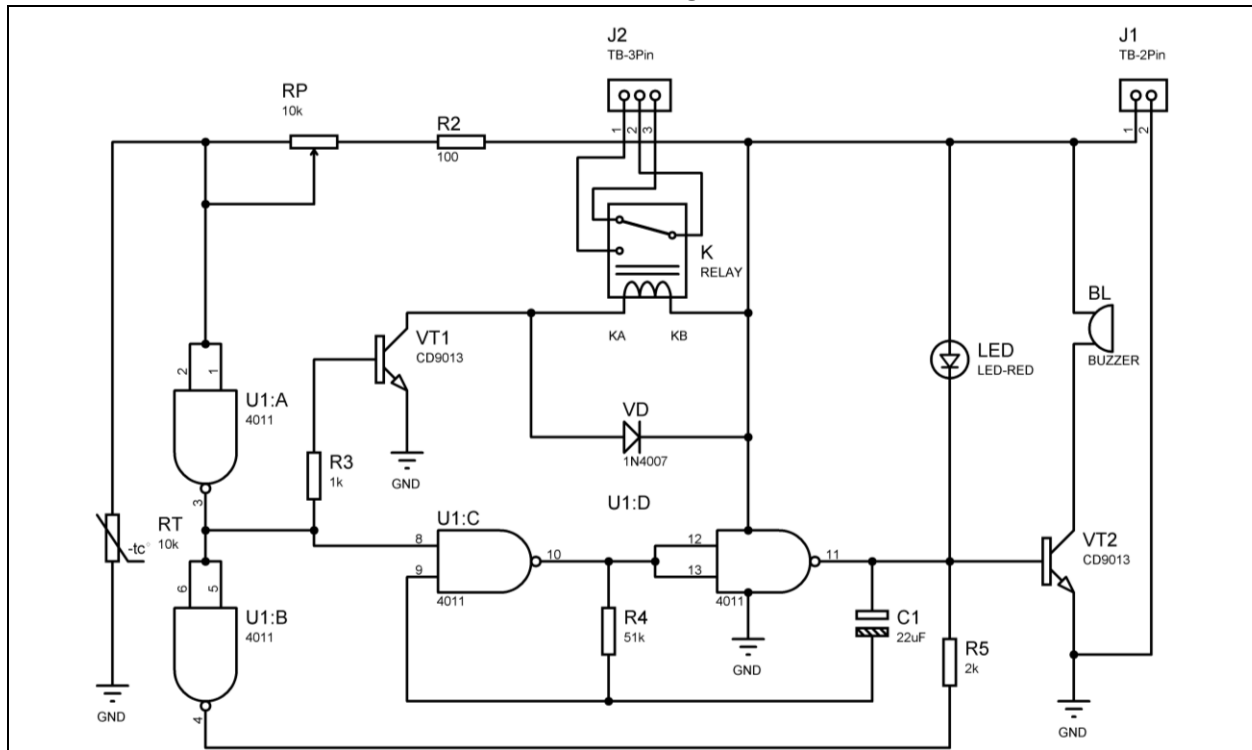 J2
TB-3Pin
J1
TB-2Pin
RP
10k
R2
100
1
2
3
1
2
K
RELAY
KA
KB
BL
BUZZER
VT1
CD9013
LED
LED-RED
2
1
U1:A
4011
VD
1N4007
GND
R3
1k
3
U1:D
RT
10k
-tc°
U1:C
8
9
10
4011
12
13
11
4011
VT2
CD9013
6
5
U1:B
4011
R4
51k
C1
22uF
R5
2k
GND
GND
GND
4